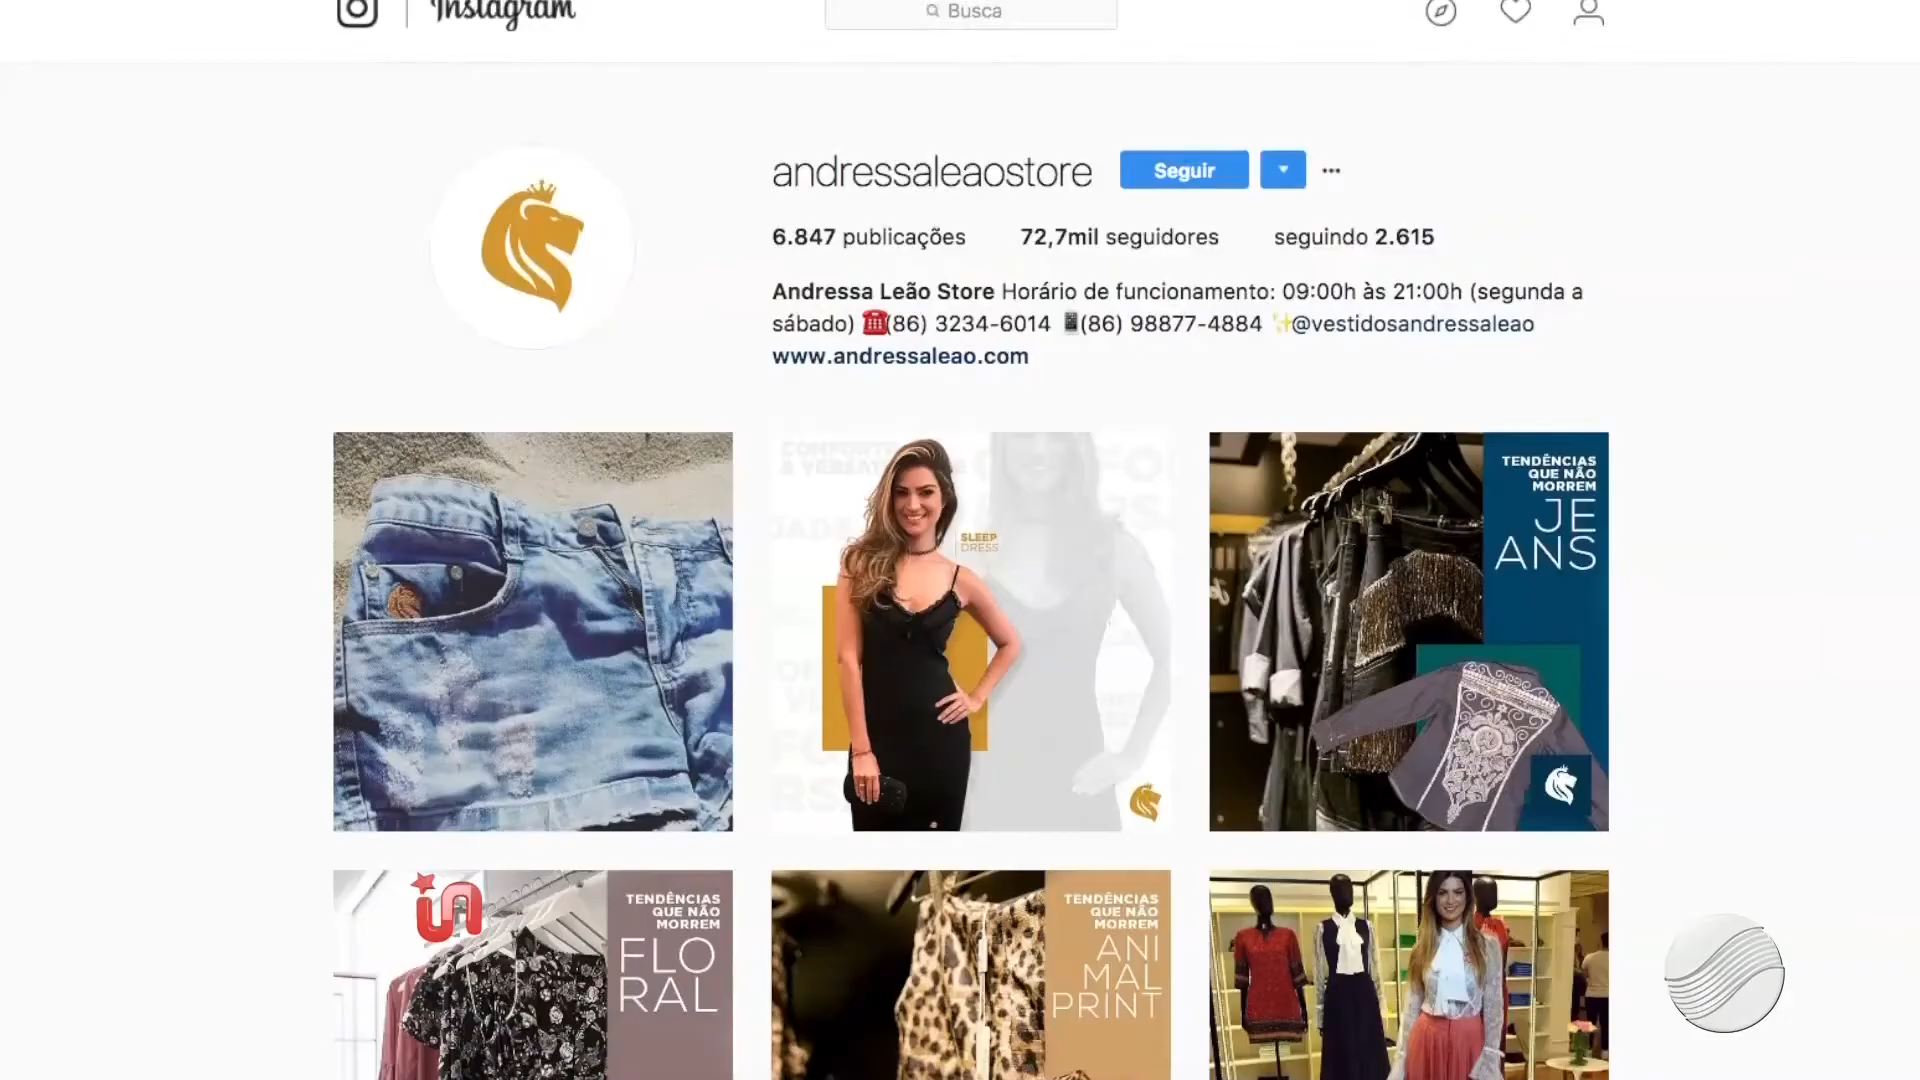 Instagram
Busca
andressaleaostore
Seguir
6.847 publicações 72,7mil seguidores seguindo 2.615
Andressa Leão Store Horário de funcionamento: 09:00h às 21:00h (segunda a
sábado) ☎(86) 3234-6014 📱(86) 98877-4884 ✨@vestidosandressaleao
www.andressaleao.com
SLEEP
DRESS
TENDÊNCIAS
QUE NÃO
MORREM
JE
ANS
TENDÊNCIAS
QUE NÃO
MORREM
FLO
RAL
TENDÊNCIAS
QUE NÃO
MORREM
ANI
MAL
PRINT